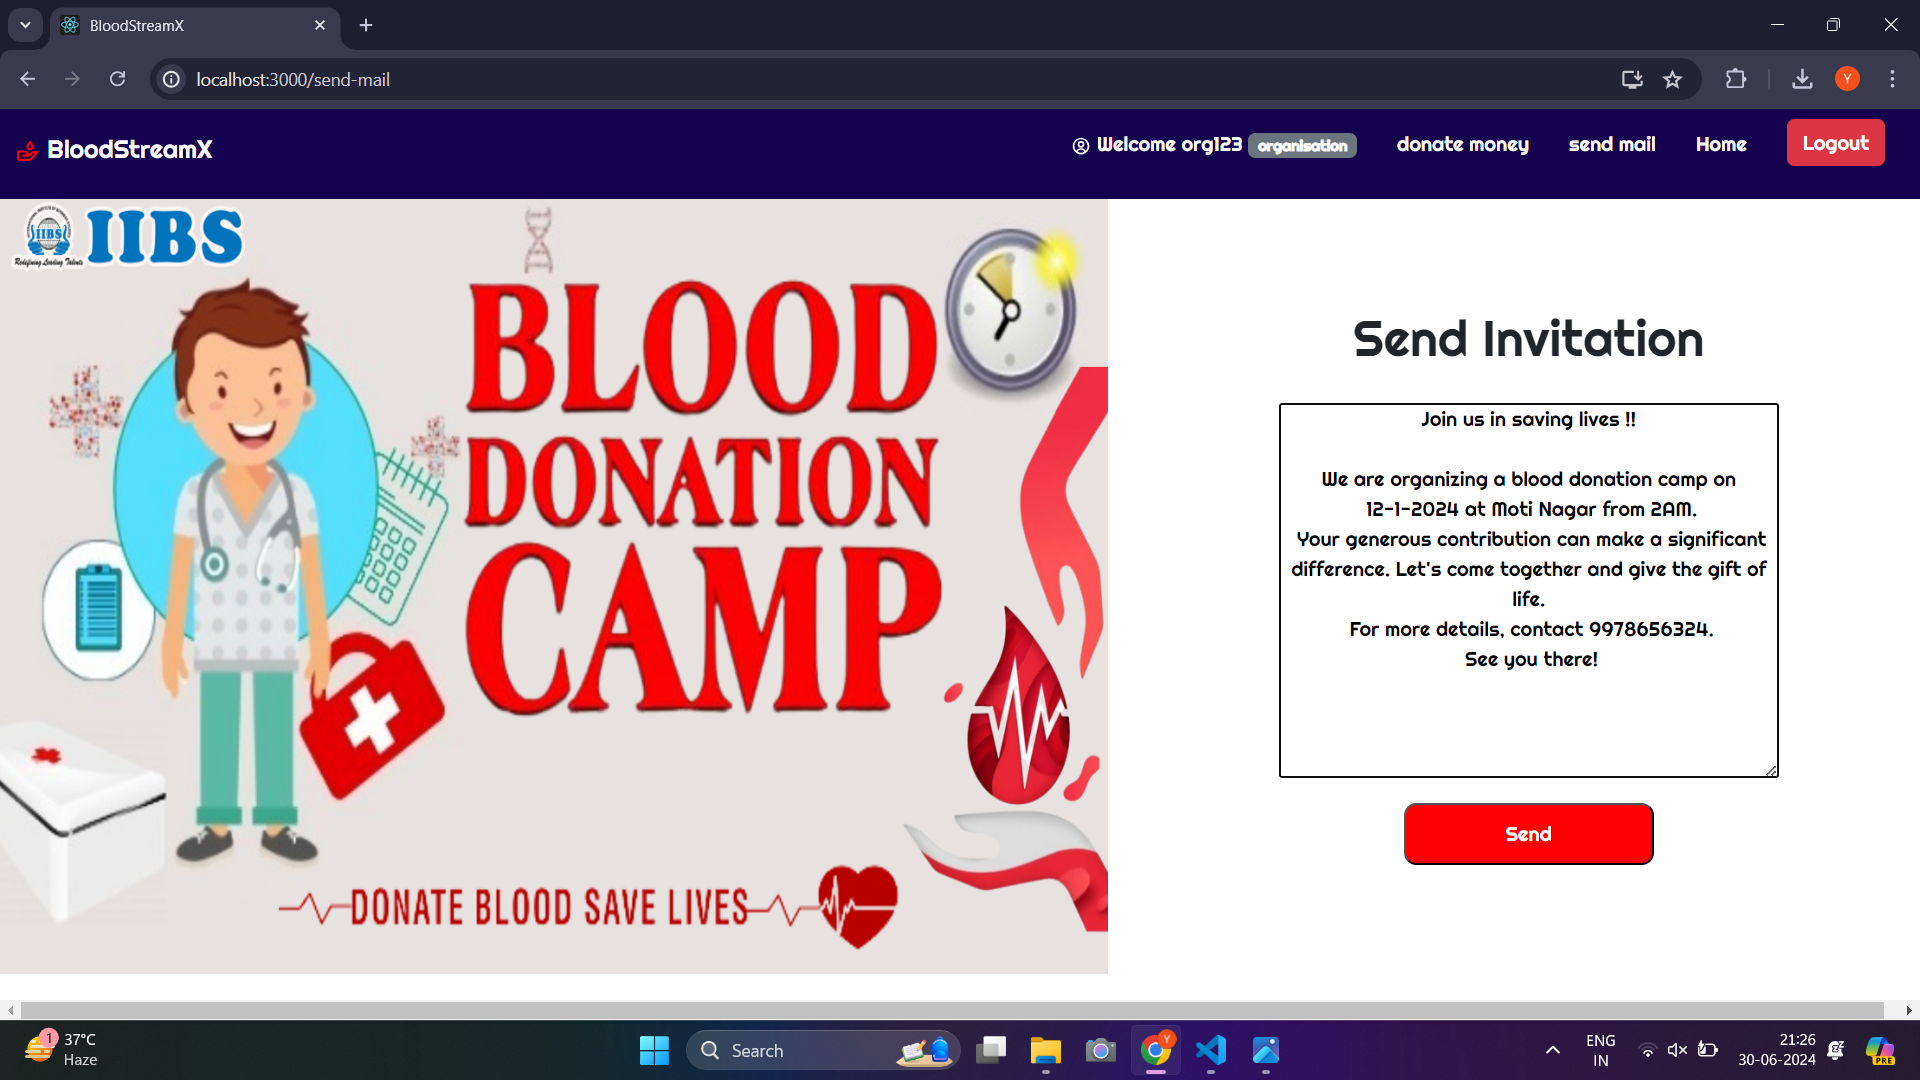 BloodStreamX
localhost:3000/send-mail
Y
BloodStreamX
Welcome org123 organisation
donate money
send mail
Home
Logout
IIBS
IIBS
Redefining Leading Talents
BLOOD
DONATION
CAMP
DONATE BLOOD SAVE LIVES
Send Invitation
Join us in saving lives !!
We are organizing a blood donation camp on
12-1-2024 at Moti Nagar from 2AM.
Your generous contribution can make a significant
difference. Let's come together and give the gift of
life.
For more details, contact 9978656324.
See you there!
Send
1
37°C
Haze
Search
Y
ENG
IN
21:26
30-06-2024
PRE